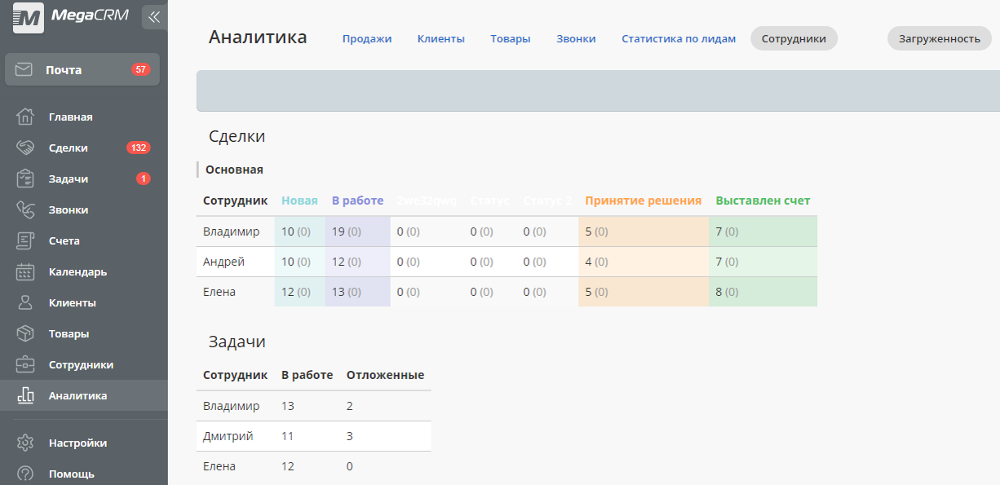 MegaCRM
Почта 57
Главная
Сделки 132
Задачи 1
Звонки
Счета
Календарь
Клиенты
Товары
Сотрудники
Аналитика
Настройки
Помощь
Аналитика Продажи Клиенты Товары Звонки Статистика по лидам Сотрудники Загруженность
Сделки
Основная
Сотрудник Новая В работе 2we32qwq Статус Статус 2 Принятие решения Выставлен счет
Владимир 10 (0) 19 (0) 0 (0) 0 (0) 0 (0) 5 (0) 7 (0)
Андрей 10 (0) 12 (0) 0 (0) 0 (0) 0 (0) 4 (0) 7 (0)
Елена 12 (0) 13 (0) 0 (0) 0 (0) 0 (0) 5 (0) 8 (0)
Задачи
Сотрудник В работе Отложенные
Владимир 13 2
Дмитрий 11 3
Елена 12 0